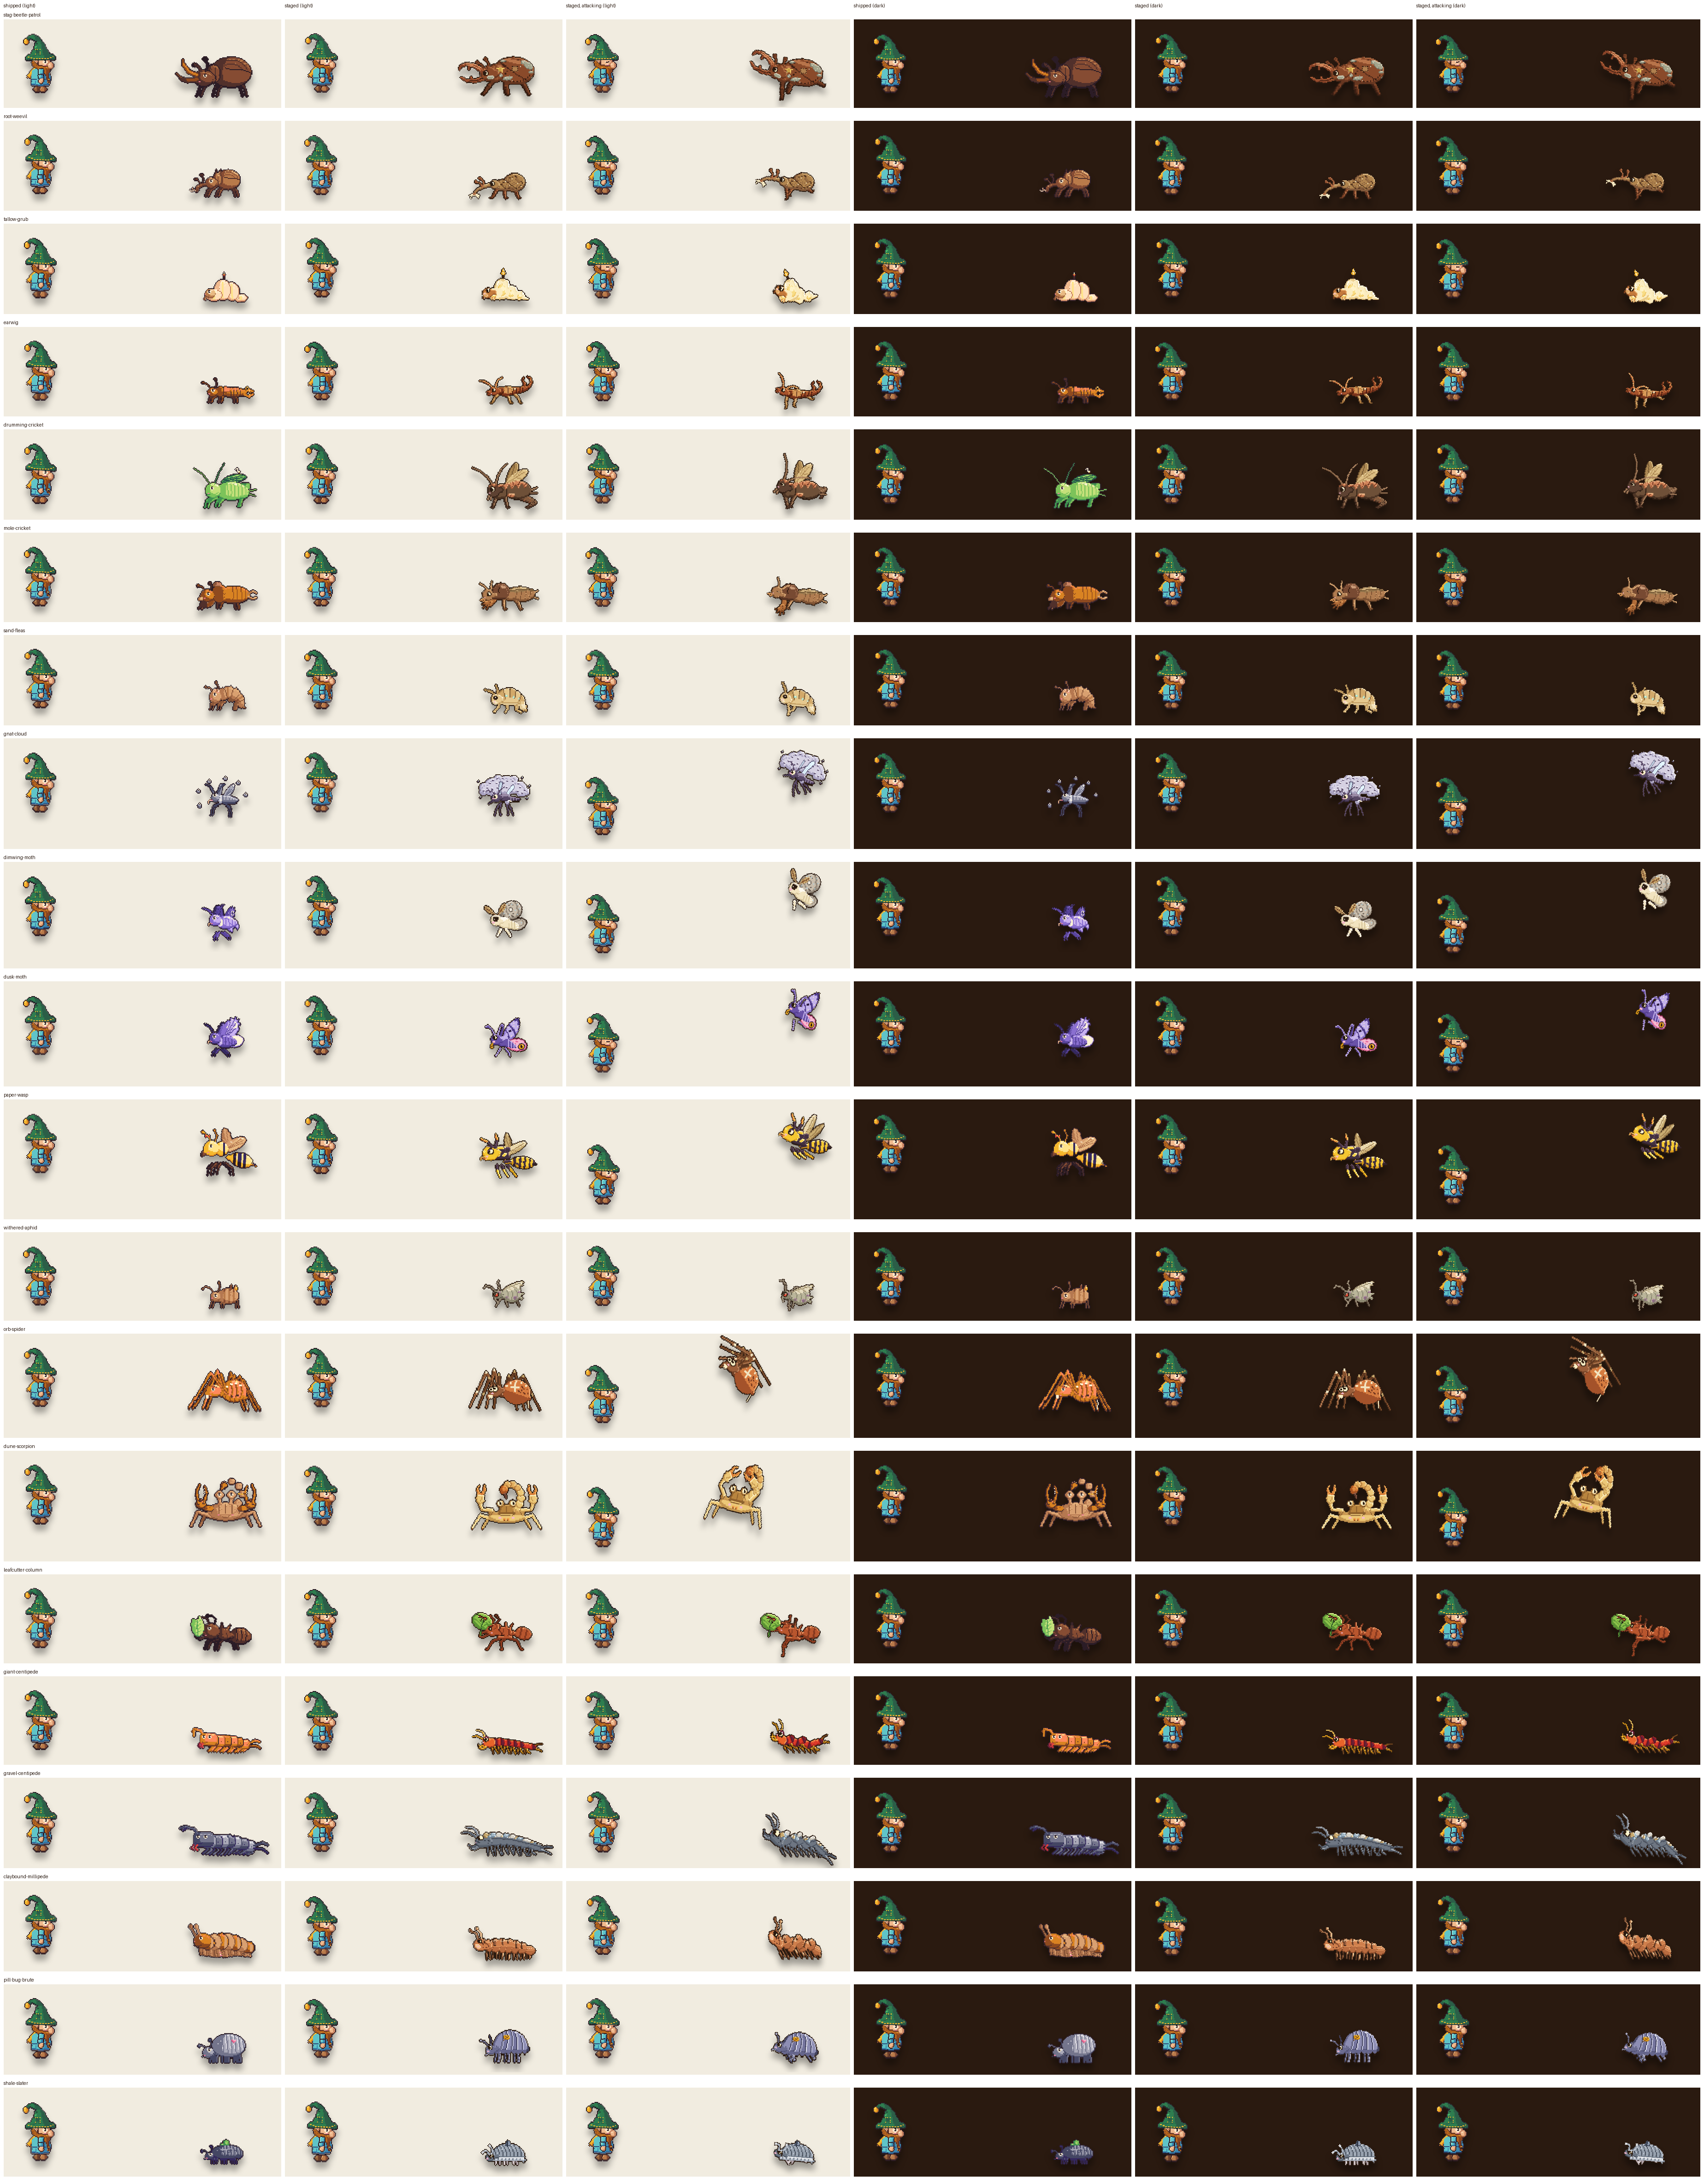 shipped (light) staged (light) staged, attacking (light) shipped (dark) staged (dark) staged, attacking (dark)
stag-beetle-patrol
root-weevil
tallow-grub
earwig
drumming-cricket
mole-cricket
sand-fleas
gnat-cloud
dimwing-moth
dusk-moth
paper-wasp
withered-aphid
orb-spider
dune-scorpion
leafcutter-column
giant-centipede
gravel-centipede
claybound-millipede
pill-bug-brute
shale-slater